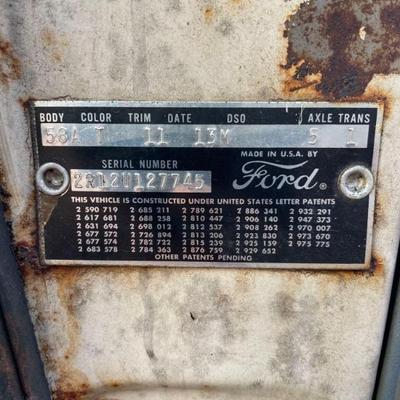 BODY COLOR TRIM DATE DSO AXLE TRANS
58A T 11 13M 5 1
SERIAL NUMBER
2R12U127745
MADE IN U.S.A. BY
Ford®
THIS VEHICLE IS CONSTRUCTED UNDER UNITED STATES LETTER PATENTS
2 590 719 2 685 211 2 789 621 2 886 341 2 932 291
2 617 681 2 688 258 2 810 447 2 906 140 2 947 373
2 631 694 2 698 012 2 812 537 2 908 262 2 970 007
2 677 572 2 726 894 2 813 206 2 923 830 2 973 670
2 677 574 2 782 722 2 815 239 2 925 159 2 975 775
2 683 578 2 784 363 2 876 759 2 929 652
OTHER PATENTS PENDING